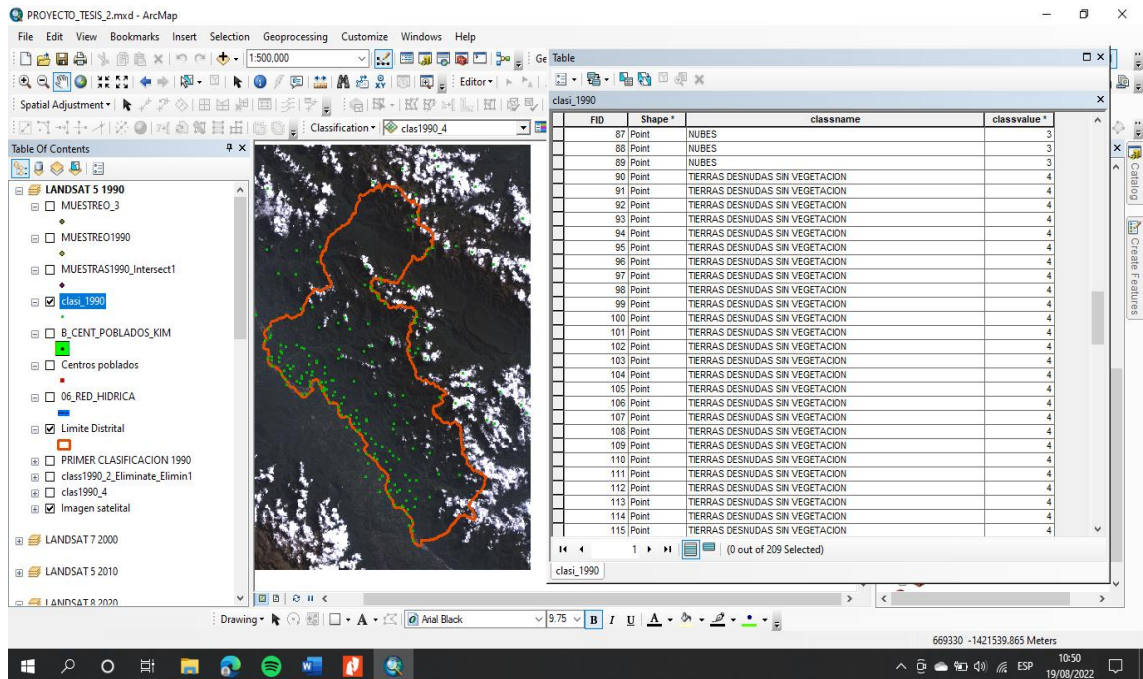 PROYECTO_TESIS_2.mxd - ArcMap
File Edit View Bookmarks Insert Selection Geoprocessing Customize Windows Help
1:500,000
Ge
Editor
Spatial Adjustment
Classification clas1990_4
Table Of Contents
LANDSAT 5 1990
MUESTREO_3
MUESTREO1990
MUESTRAS1990_Intersect1
clasi_1990
B_CENT_POBLADOS_KIM
Centros poblados
06_RED_HIDRICA
Limite Distrital
PRIMER CLASIFICACION 1990
class1990_2_Eliminate_Elimin1
clas1990_4
Imagen satelital
LANDSAT 7 2000
LANDSAT 5 2010
LANDSAT 8 2020
Table
clasi_1990
FID Shape * classname classvalue *
87 Point NUBES 3
88 Point NUBES 3
89 Point NUBES 3
90 Point TIERRAS DESNUDAS SIN VEGETACION 4
91 Point TIERRAS DESNUDAS SIN VEGETACION 4
92 Point TIERRAS DESNUDAS SIN VEGETACION 4
93 Point TIERRAS DESNUDAS SIN VEGETACION 4
94 Point TIERRAS DESNUDAS SIN VEGETACION 4
95 Point TIERRAS DESNUDAS SIN VEGETACION 4
96 Point TIERRAS DESNUDAS SIN VEGETACION 4
97 Point TIERRAS DESNUDAS SIN VEGETACION 4
98 Point TIERRAS DESNUDAS SIN VEGETACION 4
99 Point TIERRAS DESNUDAS SIN VEGETACION 4
100 Point TIERRAS DESNUDAS SIN VEGETACION 4
101 Point TIERRAS DESNUDAS SIN VEGETACION 4
102 Point TIERRAS DESNUDAS SIN VEGETACION 4
103 Point TIERRAS DESNUDAS SIN VEGETACION 4
104 Point TIERRAS DESNUDAS SIN VEGETACION 4
105 Point TIERRAS DESNUDAS SIN VEGETACION 4
106 Point TIERRAS DESNUDAS SIN VEGETACION 4
107 Point TIERRAS DESNUDAS SIN VEGETACION 4
108 Point TIERRAS DESNUDAS SIN VEGETACION 4
109 Point TIERRAS DESNUDAS SIN VEGETACION 4
110 Point TIERRAS DESNUDAS SIN VEGETACION 4
111 Point TIERRAS DESNUDAS SIN VEGETACION 4
112 Point TIERRAS DESNUDAS SIN VEGETACION 4
113 Point TIERRAS DESNUDAS SIN VEGETACION 4
114 Point TIERRAS DESNUDAS SIN VEGETACION 4
115 Point TIERRAS DESNUDAS SIN VEGETACION 4
1 (0 out of 209 Selected)
clasi_1990
Catalog
Create Features
Drawing A Arial Black 9.75 B I U A
669330 -1421539.865 Meters
ESP
10:50
19/08/2022